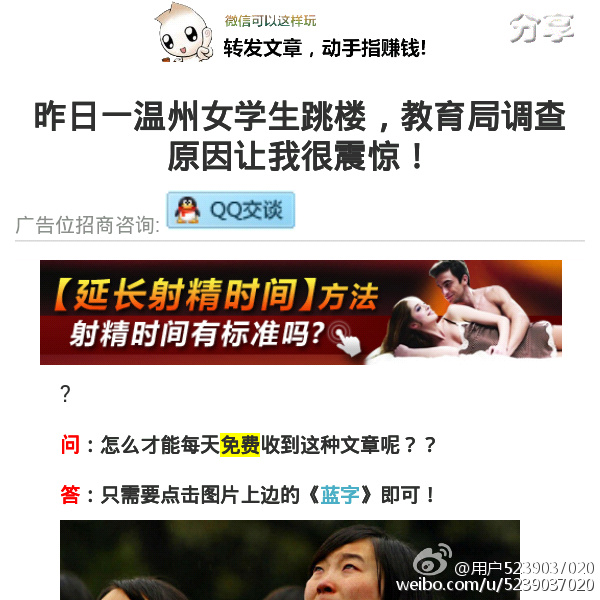 微信可以这样玩
转发文章，动手指赚钱!
分享
昨日一温州女学生跳楼，教育局调查
原因让我很震惊！
广告位招商咨询:
QQ交谈
【延长射精时间】方法
射精时间有标准吗?
?
问：怎么才能每天免费收到这种文章呢？？
答：只需要点击图片上边的《蓝字》即可！
@用户5239037020
weibo.com/u/5239037020